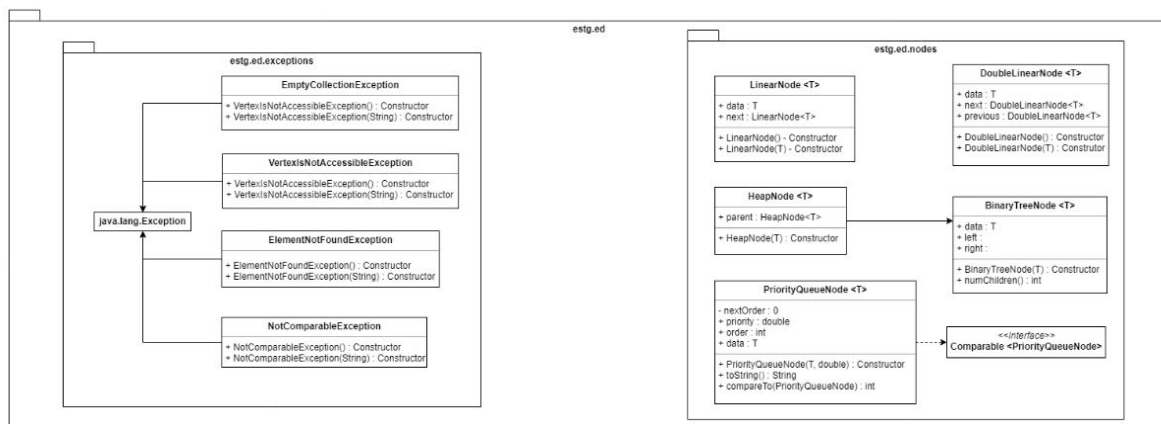 estg.ed
estg.ed.exceptions
EmptyCollectionException
+ VertexIsNotAccessibleException() : Constructor
+ VertexIsNotAccessibleException(String) : Constructor
VertexIsNotAccessibleException
+ VertexIsNotAccessibleException() : Constructor
+ VertexIsNotAccessibleException(String) : Constructor
java.lang.Exception
ElementNotFoundException
+ ElementNotFoundException() : Constructor
+ ElementNotFoundException(String) : Constructor
NotComparableException
+ NotComparableException() : Constructor
+ NotComparableException(String) : Constructor
estg.ed.nodes
LinearNode <T>
+ data : T
+ next : LinearNode<T>
+ LinearNode() - Constructor
+ LinearNode(T) - Constructor
DoubleLinearNode <T>
+ data : T
+ next : DoubleLinearNode<T>
+ previous : DoubleLinearNode<T>
+ DoubleLinearNode() : Constructor
+ DoubleLinearNode(T) : Construtor
HeapNode <T>
+ parent : HeapNode<T>
+ HeapNode(T) : Constructor
BinaryTreeNode <T>
+ data : T
+ left :
+ right :
+ BinaryTreeNode(T) : Constructor
+ numChildren() : int
PriorityQueueNode <T>
- nextOrder : 0
+ priority : double
+ order : int
+ data : T
+ PriorityQueueNode(T, double) : Constructor
+ toString() : String
+ compareTo(PriorityQueueNode) : int
<<interface>>
Comparable <PriorityQueueNode>